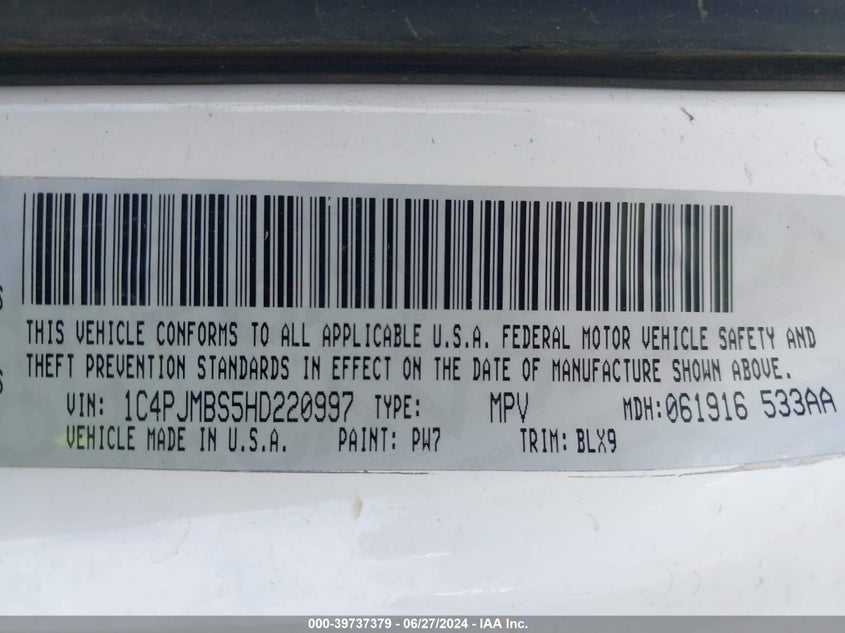 THIS VEHICLE CONFORMS TO ALL APPLICABLE U.S.A. FEDERAL MOTOR VEHICLE SAFETY AND
THEFT PREVENTION STANDARDS IN EFFECT ON THE DATE OF MANUFACTURE SHOWN ABOVE.
VIN: 1C4PJMBS5HD220997 TYPE: MPV MDH: 061916 533AA
VEHICLE MADE IN U.S.A. PAINT: PW7 TRIM: BLX9
000-39737379 - 06/27/2024 - IAA Inc.